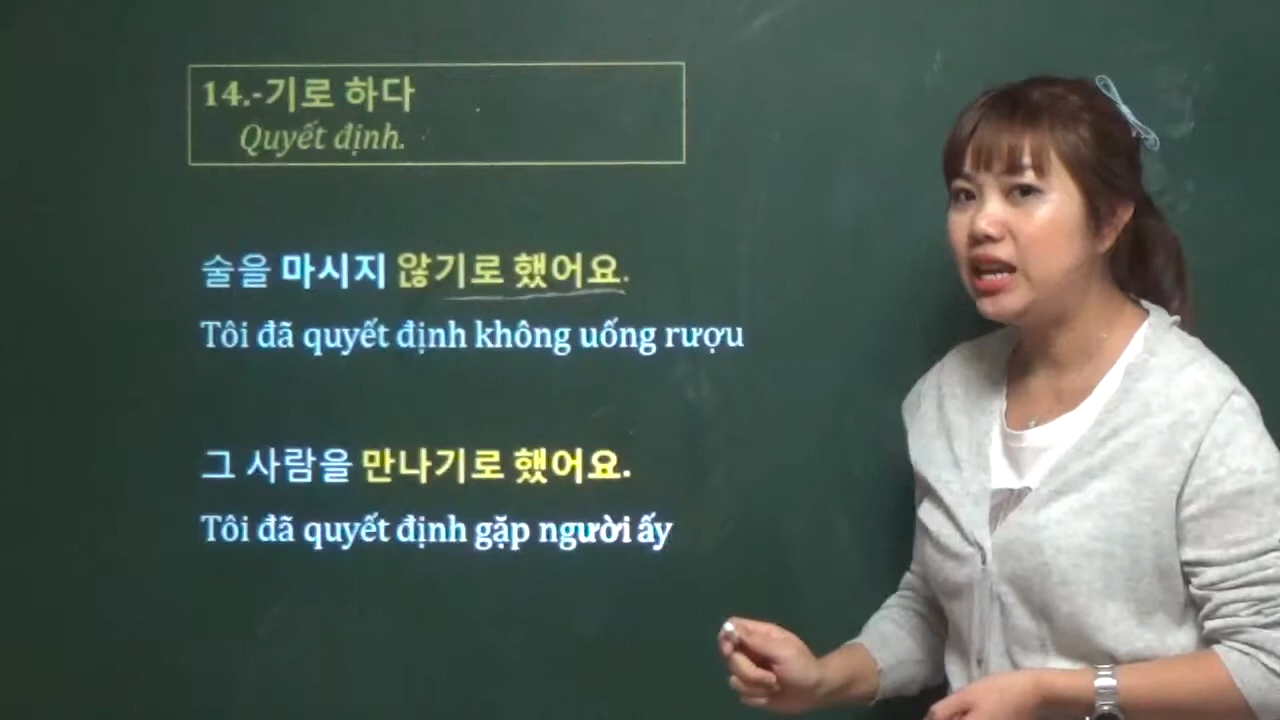 14.-기로 하다
Quyết định.
술을 마시지 않기로 했어요.
Tôi đã quyết định không uống rượu
그 사람을 만나기로 했어요.
Tôi đã quyết định gặp người ấy